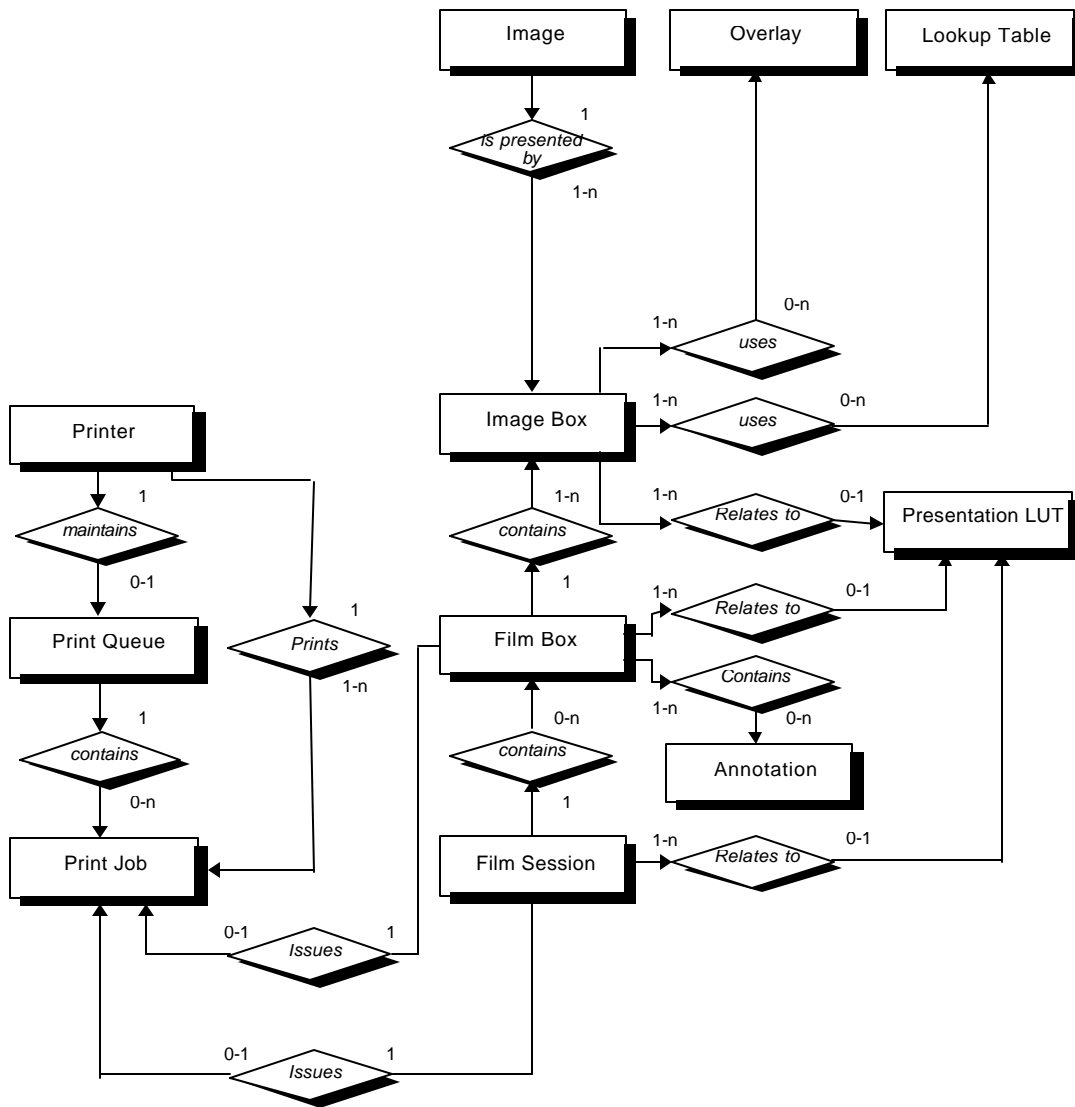 Image
Overlay
Lookup Table
1
is presented
by
1-n
0-n
1-n
uses
1-n
0-n
Image Box
uses
Printer
1
1-n
1-n
0-1
maintains
contains
Relates to
Presentation LUT
0-1
1
1-n
0-1
1
Relates to
Print Queue
Prints
Film Box
1-n
Contains
1-n
1
0-n
0-n
contains
contains
Annotation
0-n
1
1-n
0-1
Print Job
Film Session
Relates to
0-1
1
Issues
0-1
1
Issues